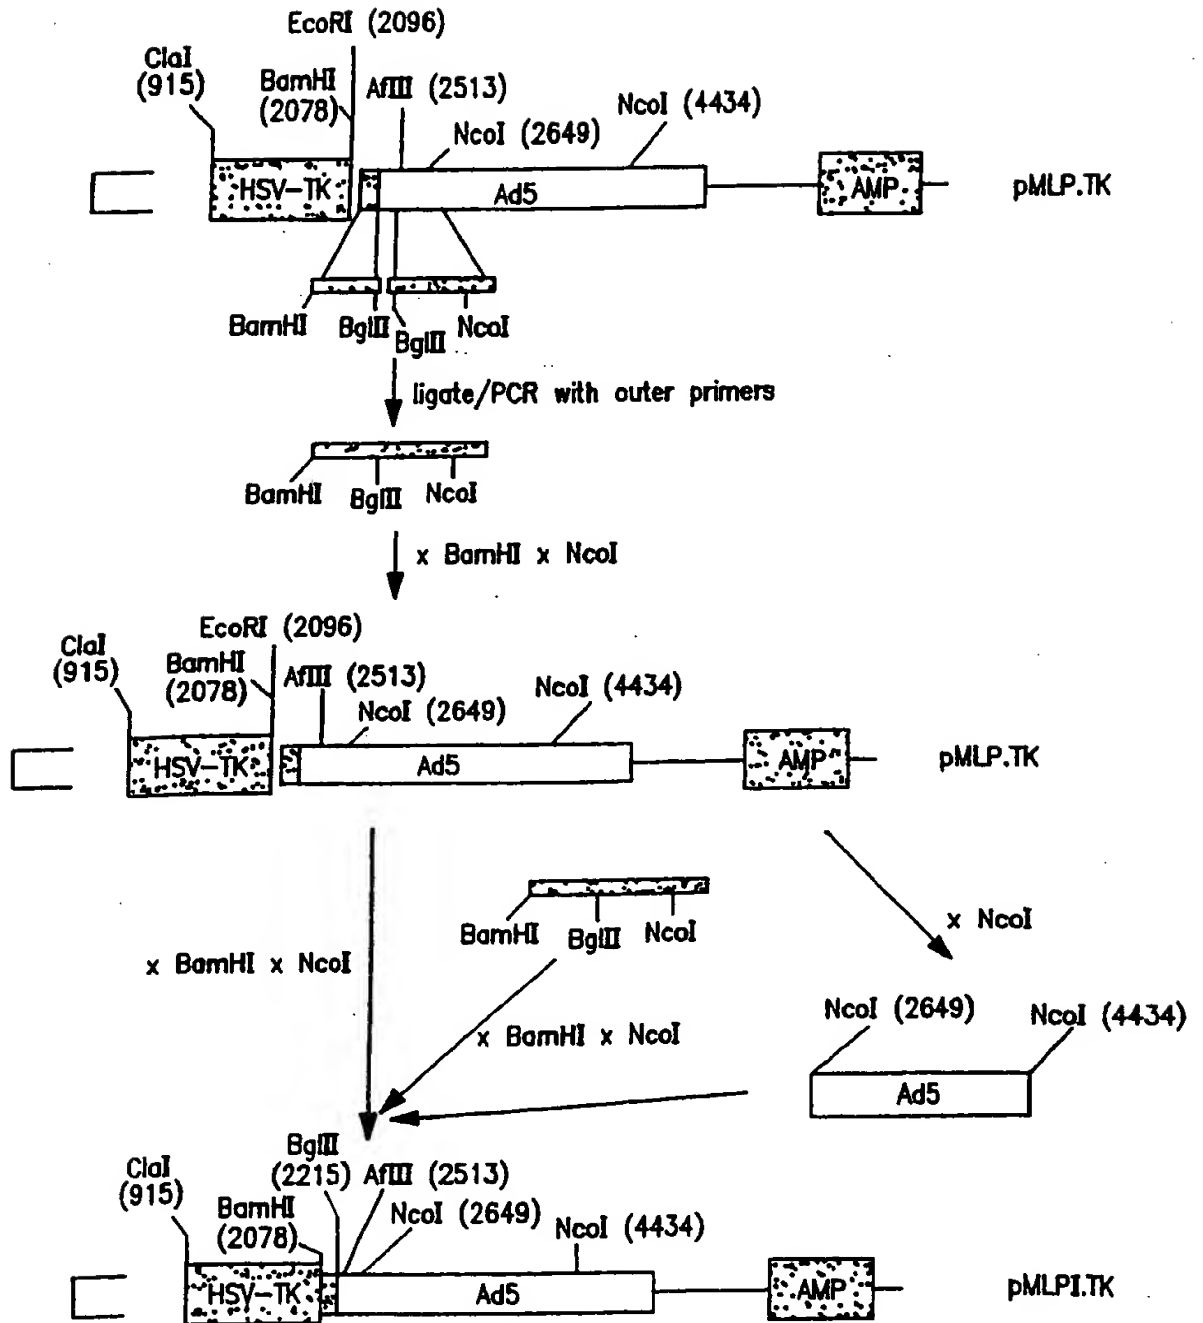 EcoRI (2096)
ClaI
(915)
BamHI
(2078)
AflII (2513)
NcoI (4434)
NcoI (2649)
HSV-TK
Ad5
AMP
pMLP.TK
BamHI
BglII
BglII
NcoI
ligate/PCR with outer primers
BamHI
BglII
NcoI
x BamHI x NcoI
EcoRI (2096)
ClaI
(915)
BamHI
(2078)
AflII (2513)
NcoI (4434)
NcoI (2649)
HSV-TK
Ad5
AMP
pMLP.TK
BamHI
BglII
NcoI
x NcoI
x BamHI x NcoI
NcoI (2649)
NcoI (4434)
x BamHI x NcoI
Ad5
BglII
(2215)
AflII (2513)
ClaI
(915)
BamHI
(2078)
NcoI (2649)
NcoI (4434)
HSV-TK
Ad5
AMP
pMLPI.TK